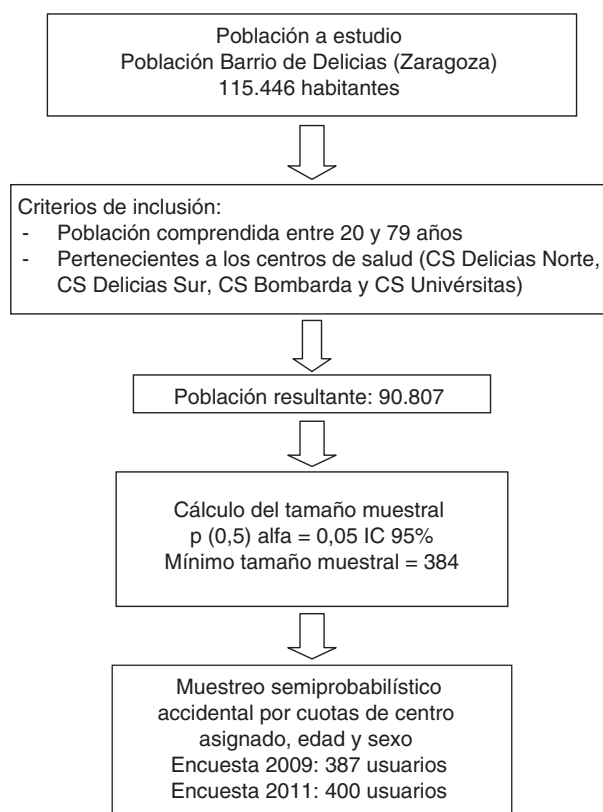 Población a estudio
Población Barrio de Delicias (Zaragoza)
115.446 habitantes
Criterios de inclusión:
- Población comprendida entre 20 y 79 años
- Pertenecientes a los centros de salud (CS Delicias Norte,
CS Delicias Sur, CS Bombarda y CS Univérsitas)
Población resultante: 90.807
Cálculo del tamaño muestral
p (0,5) alfa = 0,05 IC 95%
Mínimo tamaño muestral = 384
Muestreo semiprobabilístico
accidental por cuotas de centro
asignado, edad y sexo
Encuesta 2009: 387 usuarios
Encuesta 2011: 400 usuarios